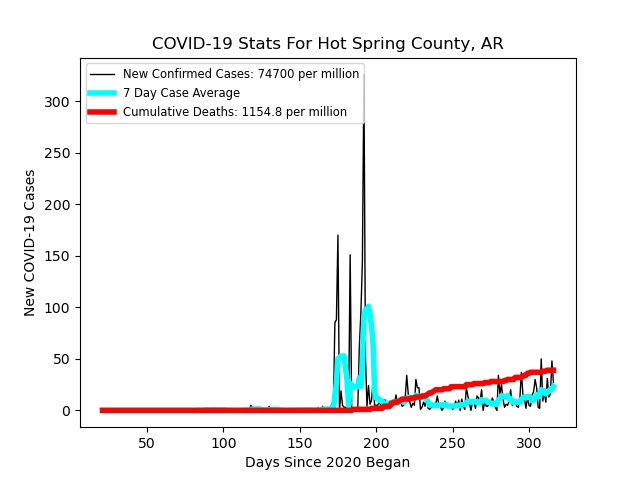 COVID-19 Stats For Hot Spring County, AR
New Confirmed Cases: 74700 per million
7 Day Case Average
Cumulative Deaths: 1154.8 per million
New COVID-19 Cases
300
250
200
150
100
50
0
50 100 150 200 250 300
Days Since 2020 Began